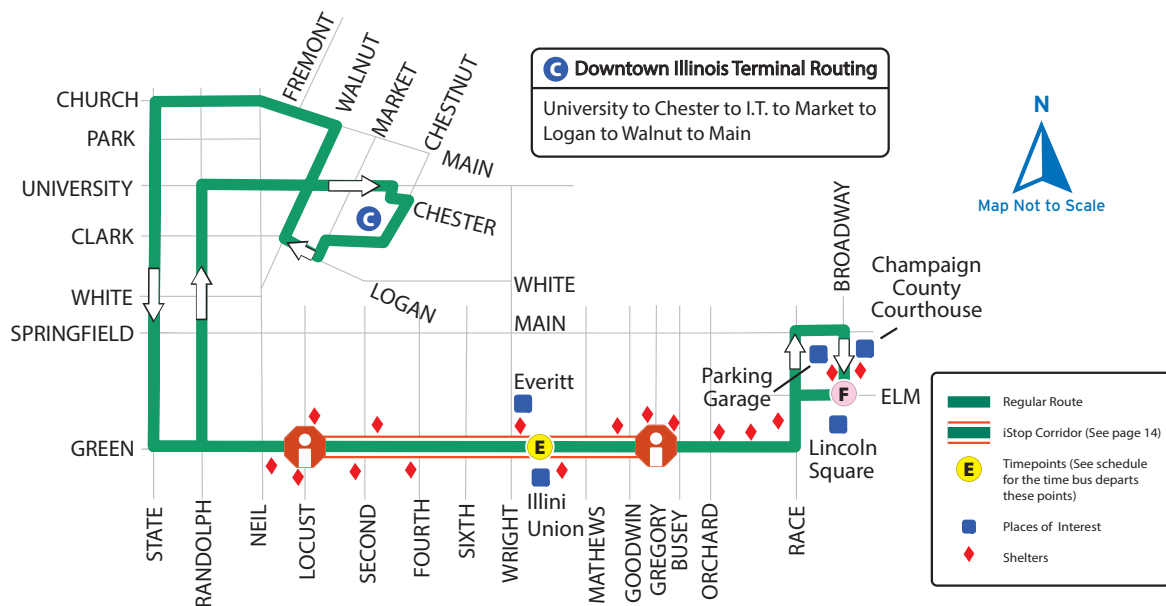 FREMONT
WALNUT
MARKET
CHESTNUT
CHURCH
PARK
UNIVERSITY
CLARK
WHITE
SPRINGFIELD
GREEN
MAIN
CHESTER
C
LOGAN
WHITE
MAIN
C Downtown Illinois Terminal Routing
University to Chester to I.T. to Market to
Logan to Walnut to Main
N
Map Not to Scale
BROADWAY
Champaign
County
Courthouse
Parking
Garage
F
ELM
Lincoln
Square
Everitt
E
Illini
Union
STATE
RANDOLPH
NEIL
LOCUST
SECOND
FOURTH
SIXTH
WRIGHT
MATHEWS
GOODWIN
GREGORY
BUSEY
ORCHARD
RACE
Regular Route
iStop Corridor (See page 14)
E
Timepoints (See schedule
for the time bus departs
these points)
Places of Interest
Shelters